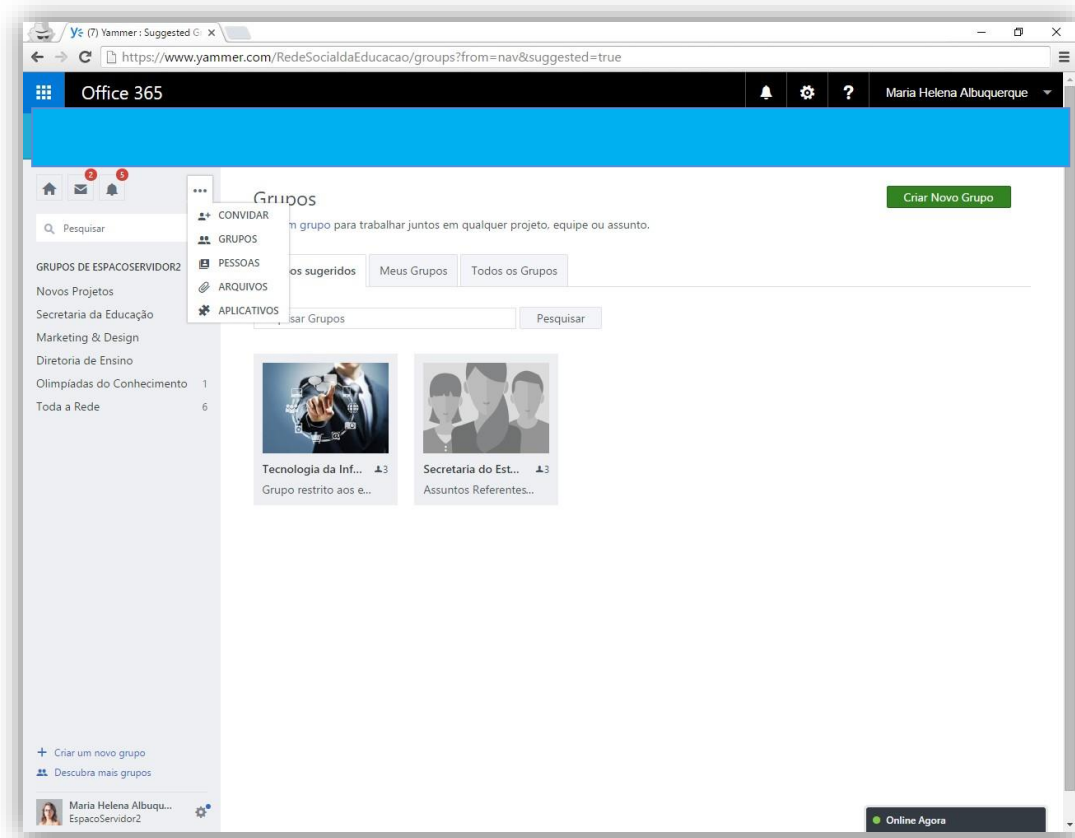 (7) Yammer : Suggested G
https://www.yammer.com/RedeSocialdaEducacao/groups?from=nav&suggested=true
Office 365
? Maria Helena Albuquerque
2 5
Pesquisar
GRUPOS DE ESPACOSERVIDOR2
Novos Projetos
Secretaria da Educação
Marketing & Design
Diretoria de Ensino
Olimpíadas do Conhecimento 1
Toda a Rede 6
CONVIDAR
GRUPOS
PESSOAS
ARQUIVOS
APLICATIVOS
Grupos
Criar Novo Grupo
grupo para trabalhar juntos em qualquer projeto, equipe ou assunto.
os sugeridos Meus Grupos Todos os Grupos
sar Grupos Pesquisar
Tecnologia da Inf... 3
Grupo restrito aos e...
Secretaria do Est... 3
Assuntos Referentes...
+ Criar um novo grupo
Descubra mais grupos
Maria Helena Albuqu...
EspacoServidor2
Online Agora